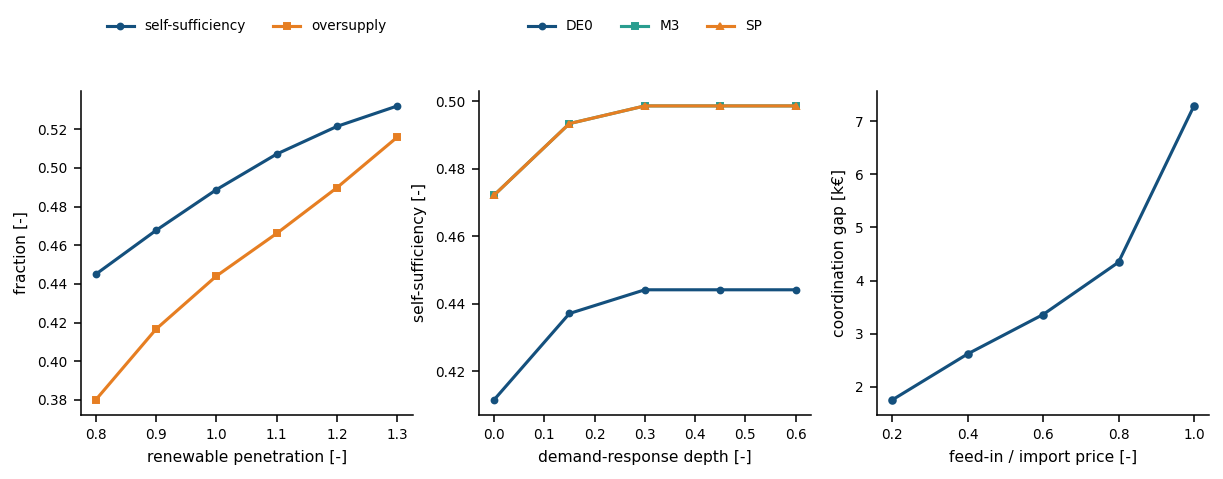 self-sufficiency oversupply
DE0 M3 SP
fraction [-]
0.52
0.50
0.48
0.46
0.44
0.42
0.40
0.38
0.8 0.9 1.0 1.1 1.2 1.3
renewable penetration [-]
self-sufficiency [-]
0.50
0.48
0.46
0.44
0.42
0.0 0.1 0.2 0.3 0.4 0.5 0.6
demand-response depth [-]
coordination gap [k€]
7
6
5
4
3
2
0.2 0.4 0.6 0.8 1.0
feed-in / import price [-]